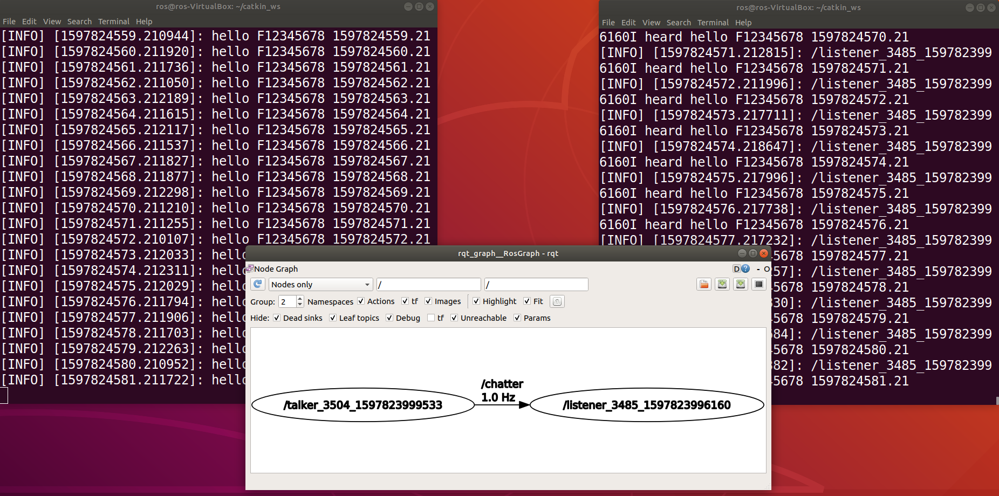 ros@ros-VirtualBox: ~/catkin_ws
File Edit View Search Terminal Help
[INFO] [1597824559.210944]: hello F12345678 1597824559.21
[INFO] [1597824560.211920]: hello F12345678 1597824560.21
[INFO] [1597824561.211736]: hello F12345678 1597824561.21
[INFO] [1597824562.211050]: hello F12345678 1597824562.21
[INFO] [1597824563.212189]: hello F12345678 1597824563.21
[INFO] [1597824564.211615]: hello F12345678 1597824564.21
[INFO] [1597824565.212117]: hello F12345678 1597824565.21
[INFO] [1597824566.211537]: hello F12345678 1597824566.21
[INFO] [1597824567.211827]: hello F12345678 1597824567.21
[INFO] [1597824568.211877]: hello F12345678 1597824568.21
[INFO] [1597824569.212298]: hello F12345678 1597824569.21
[INFO] [1597824570.211210]: hello F12345678 1597824570.21
[INFO] [1597824571.211255]: hello F12345678 1597824571.21
[INFO] [1597824572.210107]: hello F12345678 1597824572.21
[INFO] [1597824573.212033]: hello
[INFO] [1597824574.212311]: hello
[INFO] [1597824575.212029]: hello
[INFO] [1597824576.211794]: hello
[INFO] [1597824577.211906]: hello
[INFO] [1597824578.211703]: hello
[INFO] [1597824579.212263]: hello
[INFO] [1597824580.210952]: hello
[INFO] [1597824581.211722]: hello
ros@ros-VirtualBox: ~/catkin_ws
File Edit View Search Terminal Help
6160I heard hello F12345678 1597824570.21
[INFO] [1597824571.212815]: /listener_3485_159782399
6160I heard hello F12345678 1597824571.21
[INFO] [1597824572.211996]: /listener_3485_159782399
6160I heard hello F12345678 1597824572.21
[INFO] [1597824573.217711]: /listener_3485_159782399
6160I heard hello F12345678 1597824573.21
[INFO] [1597824574.218647]: /listener_3485_159782399
6160I heard hello F12345678 1597824574.21
[INFO] [1597824575.217996]: /listener_3485_159782399
6160I heard hello F12345678 1597824575.21
[INFO] [1597824576.217738]: /listener_3485_159782399
6160I heard hello F12345678 1597824576.21
[INFO] [1597824577.217232]: /listener_3485_159782399
5678 1597824577.21
257]: /listener_3485_159782399
5678 1597824578.21
330]: /listener_3485_159782399
5678 1597824579.21
584]: /listener_3485_159782399
5678 1597824580.21
382]: /listener_3485_159782399
5678 1597824581.21
rqt_graph__RosGraph - rqt
Node Graph D ? - O
Nodes only / /
Group: 2 Namespaces Actions tf Images Highlight Fit
Hide: Dead sinks Leaf topics Debug tf Unreachable Params
/chatter
1.0 Hz
/talker_3504_1597823999533 /listener_3485_1597823996160